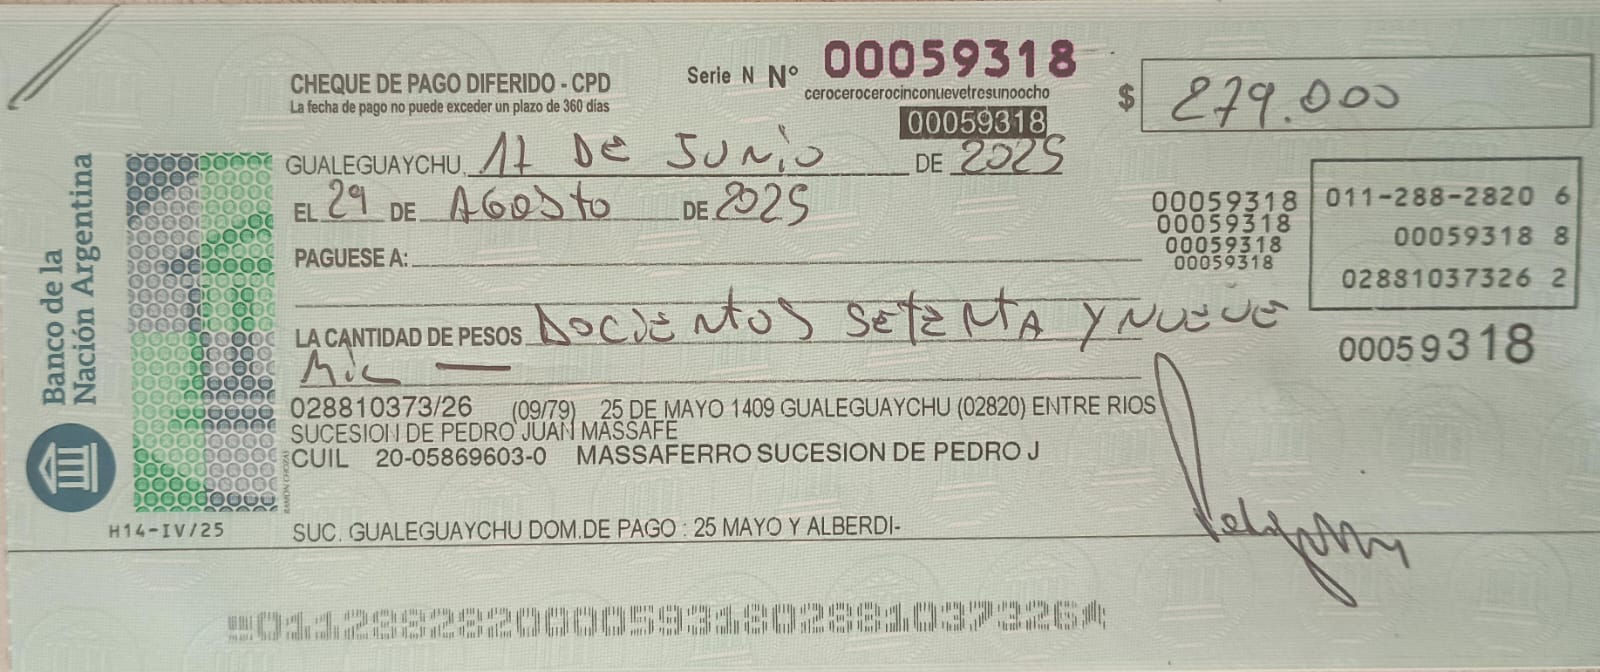 CHEQUE DE PAGO DIFERIDO - CPD
La fecha de pago no puede exceder un plazo de 360 días
Serie N Nº 00059318
cerocerocerocinconuevetresunoocho
00059318
$ 279.000
GUALEGUAYCHU, 17 DE JUNIO DE 2025
EL 29 DE AGOSTO DE 2025
PAGUESE A:
00059318
00059318
00059318
00059318
011-288-2820 6
00059318 8
02881037326 2
00059318
LA CANTIDAD DE PESOS DOCIENTOS SETENTA Y NUEVE
MIL
028810373/26 (09/79) 25 DE MAYO 1409 GUALEGUAYCHU (02820) ENTRE RIOS
SUCESION DE PEDRO JUAN MASSAFE
CUIL 20-05869603-0 MASSAFERRO SUCESION DE PEDRO J
SUC. GUALEGUAYCHU DOM.DE PAGO : 25 MAYO Y ALBERDI-
Banco de la
Nación Argentina
RAMON CHOZAS
H14-IV/25
01128828200005931802881037326